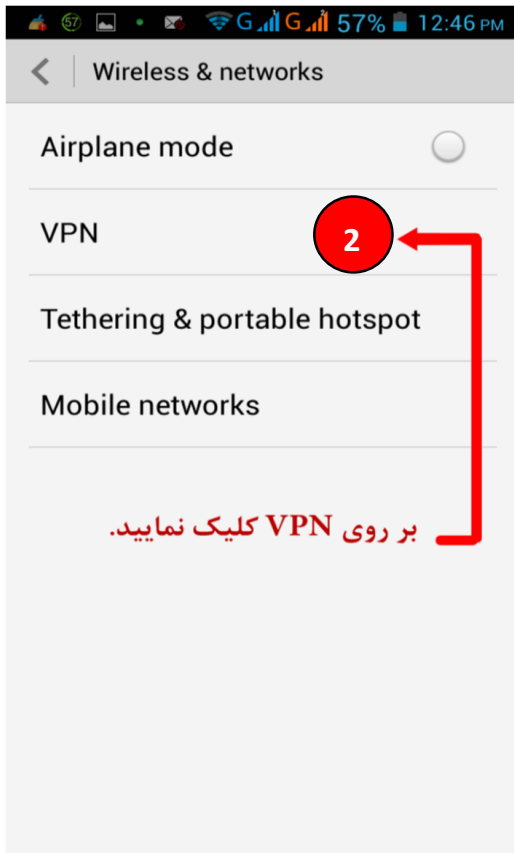 57 G G 57% 12:46 PM
Wireless & networks
Airplane mode
VPN
2
Tethering & portable hotspot
Mobile networks
بر روی VPN کلیک نمایید.